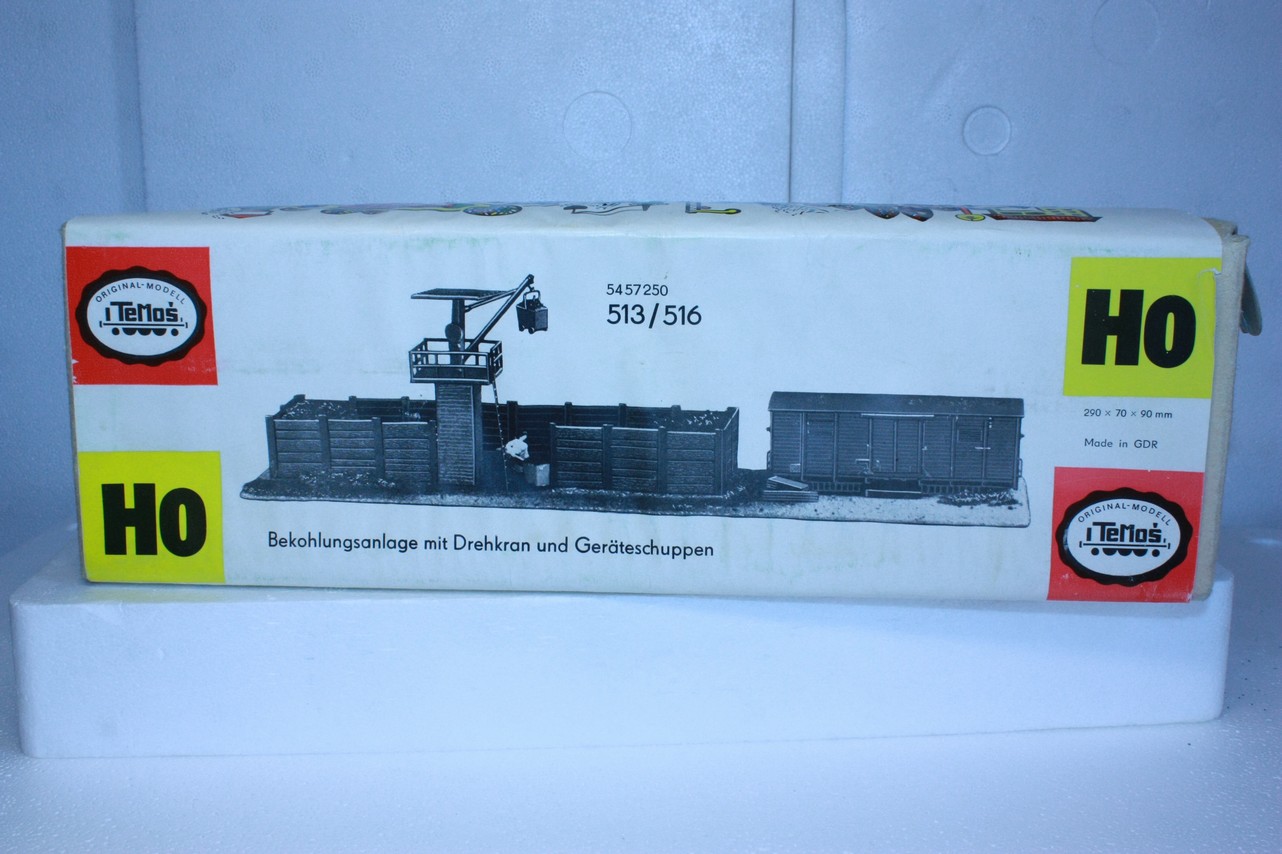 ORIGINAL-MODELL
TeMos
HO
5457250
513/516
Bekohlungsanlage mit Drehkran und Geräteschuppen
HO
290 × 70 × 90 mm
Made in GDR
ORIGINAL-MODELL
TeMos